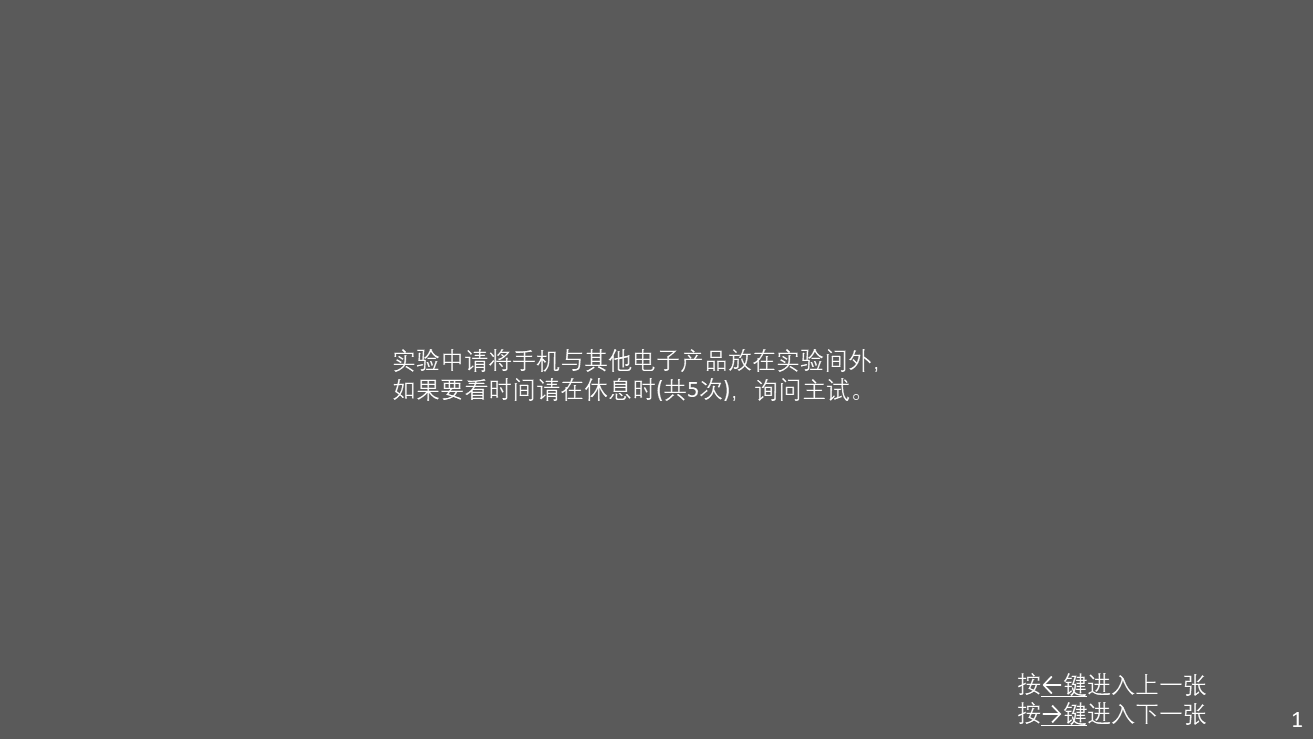 实验中请将手机与其他电子产品放在实验间外，
如果要看时间请在休息时(共5次)，询问主试。
按←键进入上一张
按→键进入下一张
1